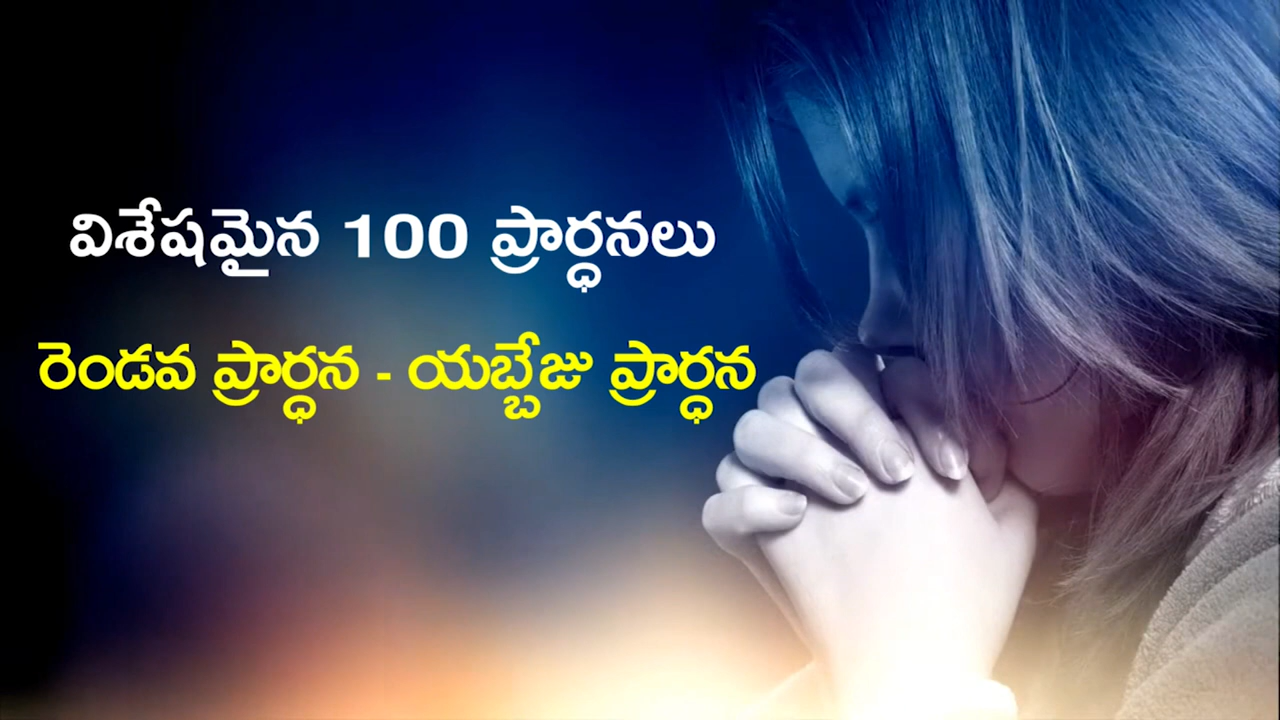 విశేషమైన 100 ప్రార్ధనలు
రెండవ ప్రార్ధన - యబ్బేజు ప్రార్ధన